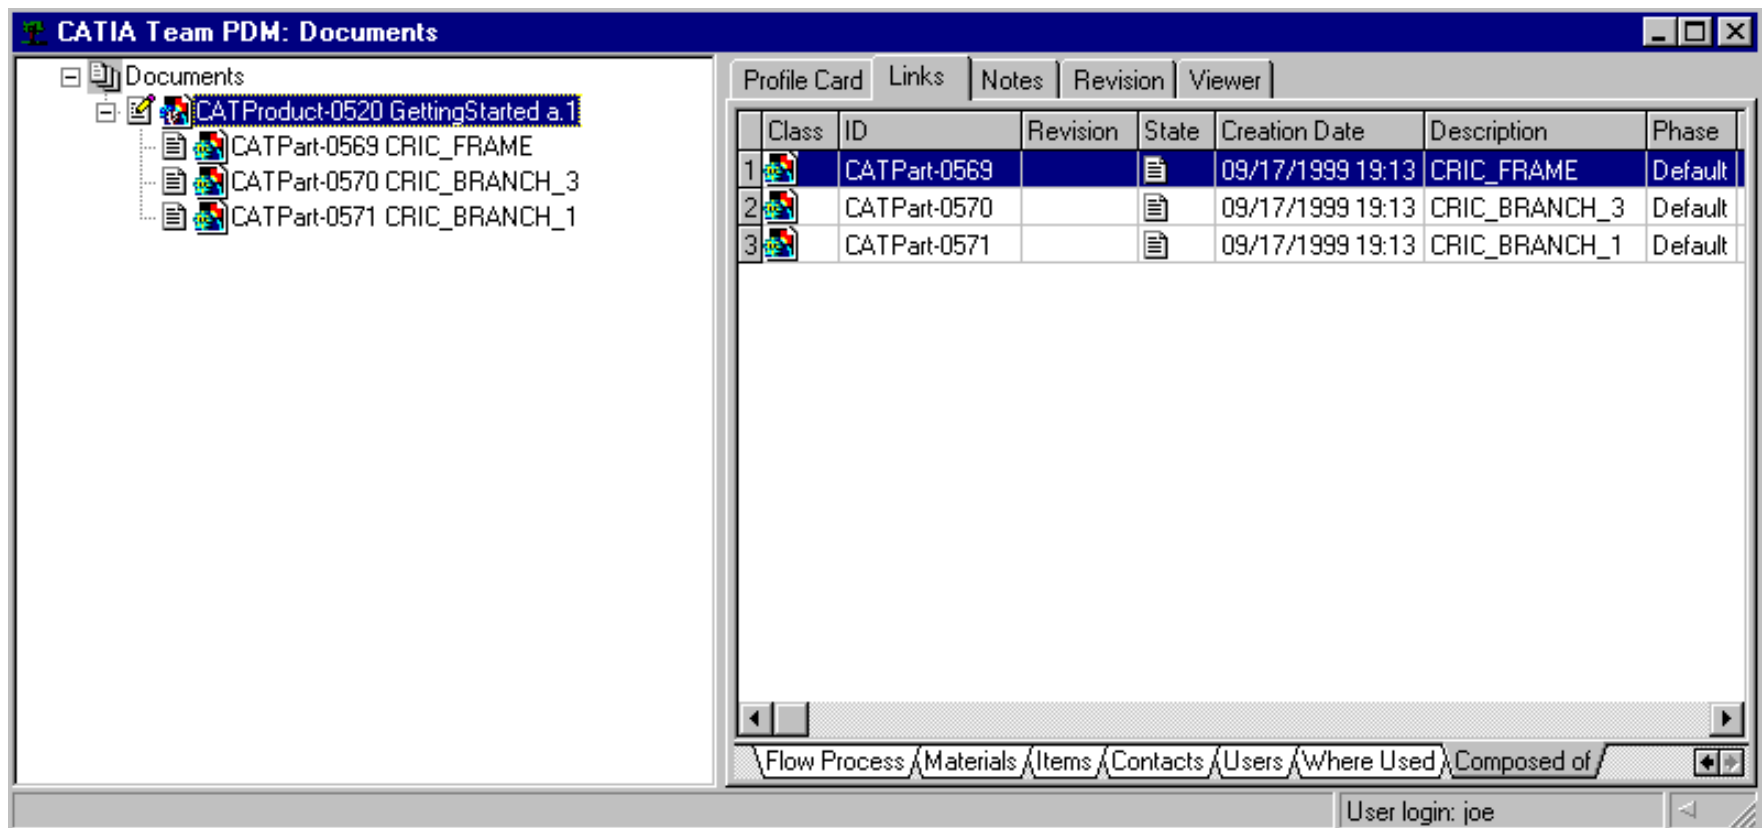 CATIA Team PDM: Documents
Documents
CATProduct-0520 GettingStarted a.1
CATPart-0569 CRIC_FRAME
CATPart-0570 CRIC_BRANCH_3
CATPart-0571 CRIC_BRANCH_1
Profile Card Links Notes Revision Viewer
Class ID Revision State Creation Date Description Phase
1 CATPart-0569 09/17/1999 19:13 CRIC_FRAME Default
2 CATPart-0570 09/17/1999 19:13 CRIC_BRANCH_3 Default
3 CATPart-0571 09/17/1999 19:13 CRIC_BRANCH_1 Default
Flow Process Materials Items Contacts Users Where Used Composed of
User login: joe